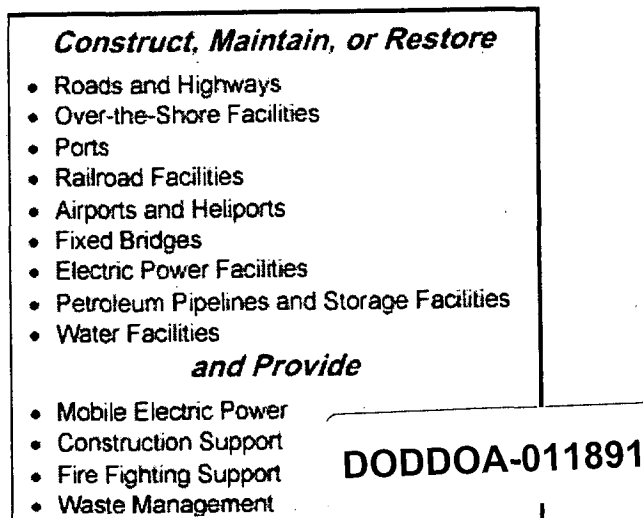 Construct, Maintain, or Restore
• Roads and Highways
• Over-the-Shore Facilities
• Ports
• Railroad Facilities
• Airports and Heliports
• Fixed Bridges
• Electric Power Facilities
• Petroleum Pipelines and Storage Facilities
• Water Facilities
and Provide
• Mobile Electric Power
• Construction Support
• Fire Fighting Support
• Waste Management
DODDOA-011891